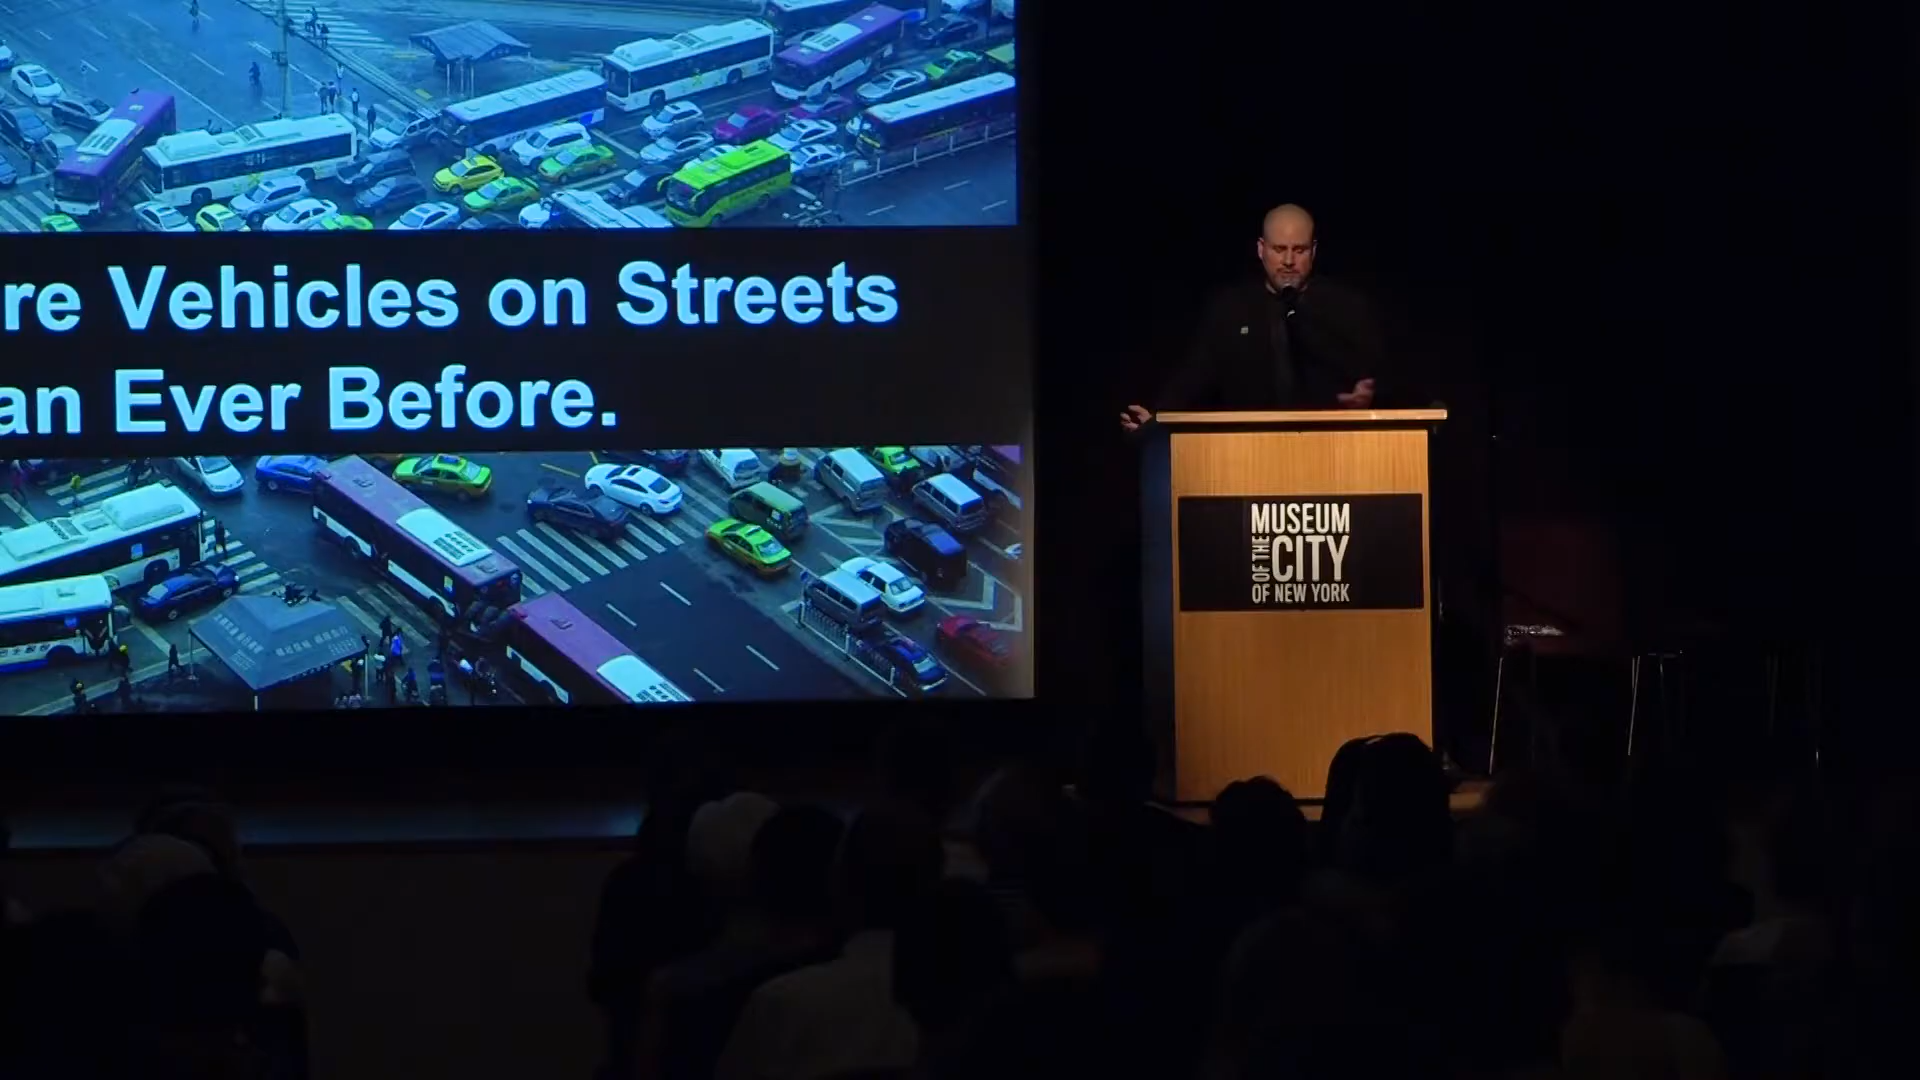 re Vehicles on Streets
an Ever Before.
MUSEUM
OF THE
CITY
OF NEW YORK